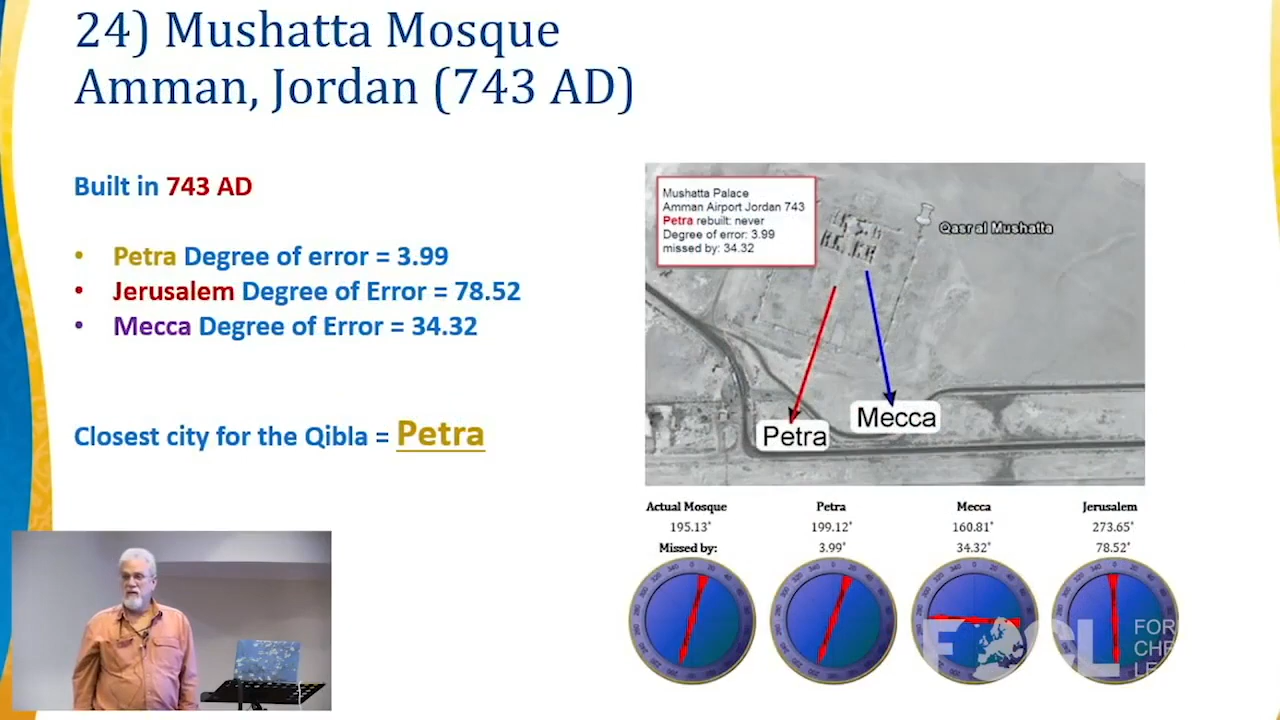 24) Mushatta Mosque
Amman, Jordan (743 AD)
Built in 743 AD
• Petra Degree of error = 3.99
• Jerusalem Degree of Error = 78.52
• Mecca Degree of Error = 34.32
Closest city for the Qibla = Petra
Mushatta Palace
Amman Airport Jordan 743
Petra rebuilt: never
Degree of error: 3.99
missed by: 34.32
Qasr al Mushatta
Petra
Mecca
Actual Mosque Petra Mecca Jerusalem
195.13° 199.12° 160.81° 273.65°
Missed by: 3.99° 34.32° 78.52°
FOCL
FOR
CHE
LE